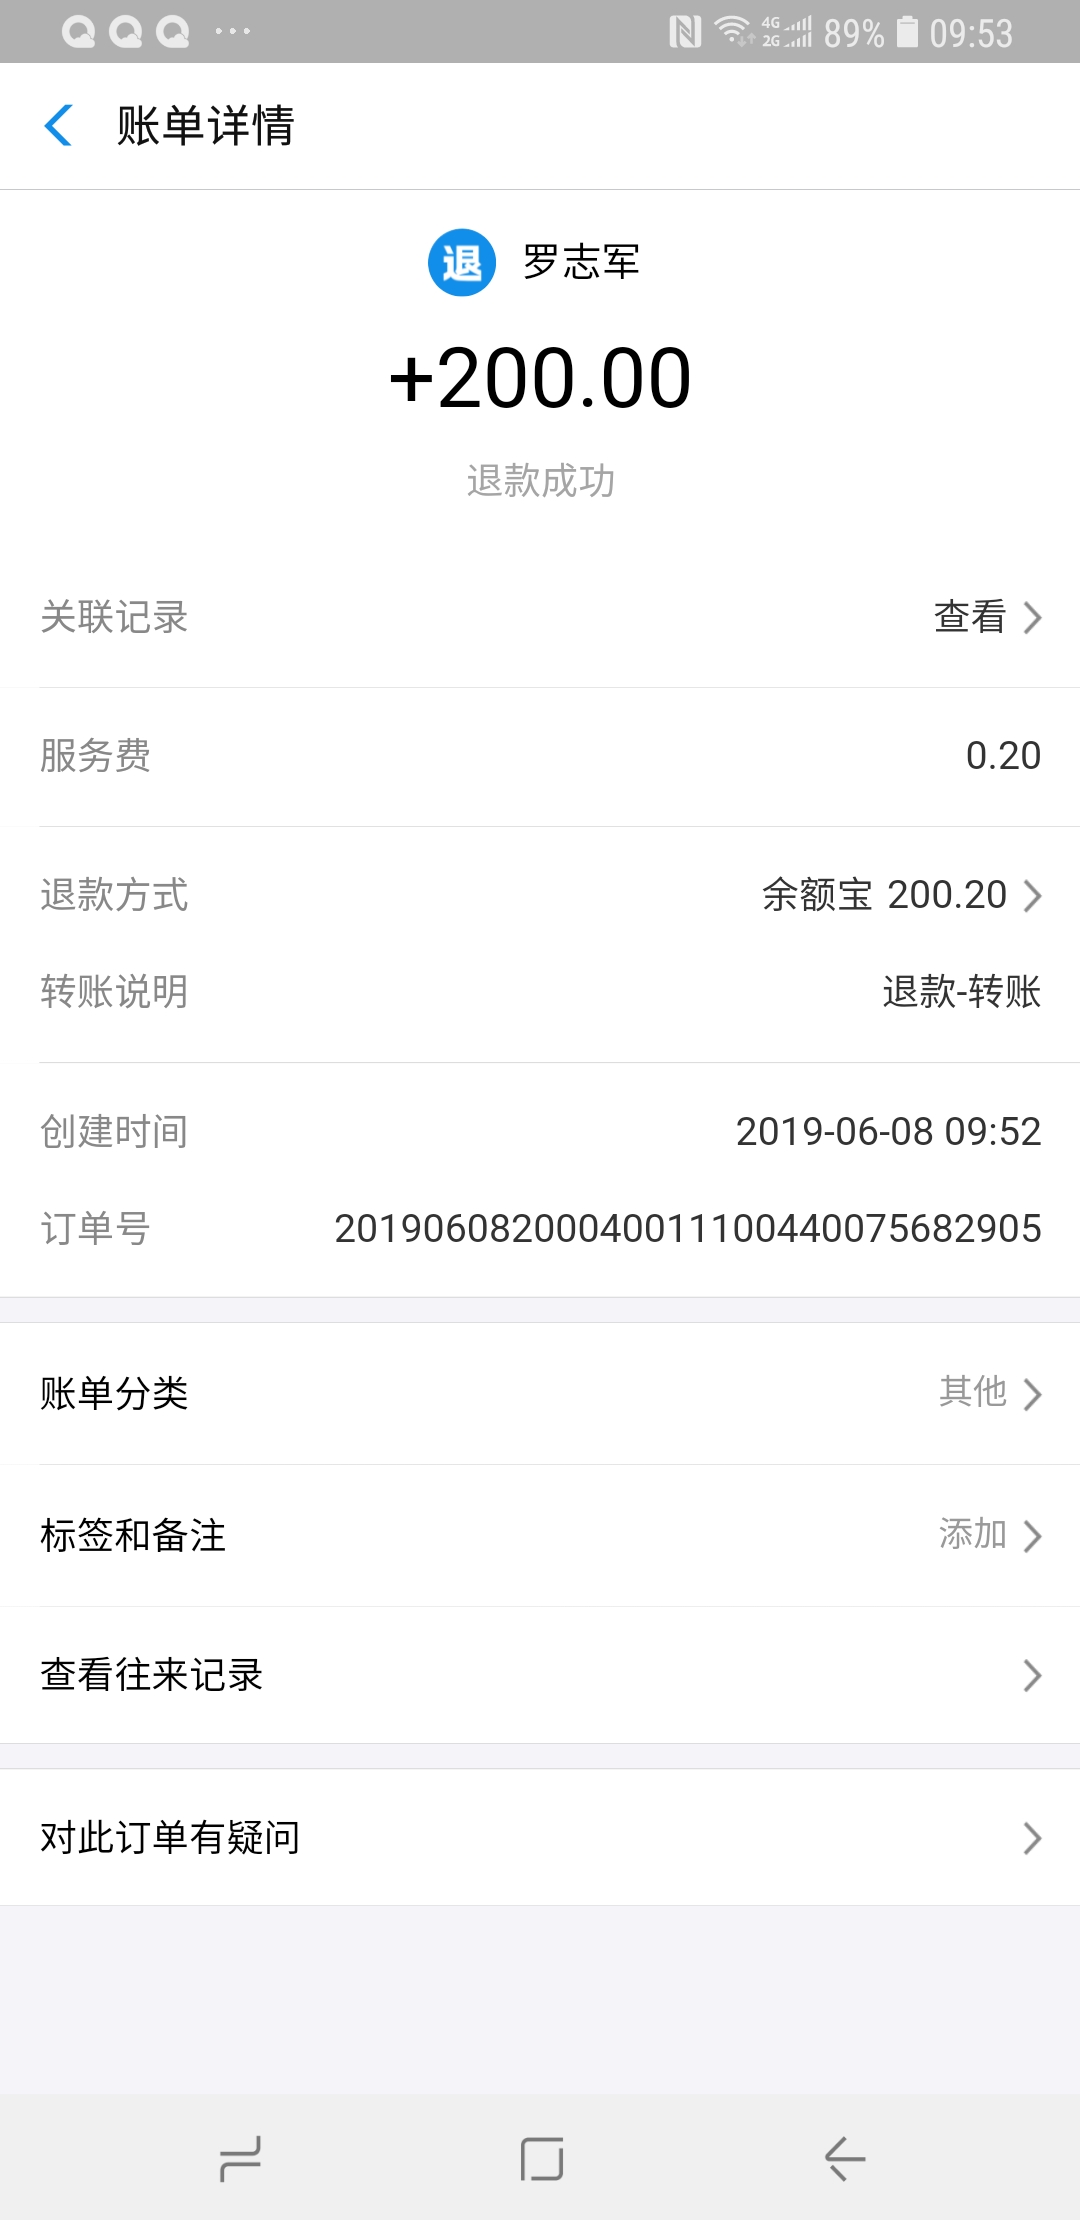 4G
2G
89%
09:53
账单详情
退 罗志军
+200.00
退款成功
关联记录 查看
服务费 0.20
退款方式 余额宝 200.20
转账说明 退款-转账
创建时间 2019-06-08 09:52
订单号 20190608200040011100440075682905
账单分类 其他
标签和备注 添加
查看往来记录
对此订单有疑问